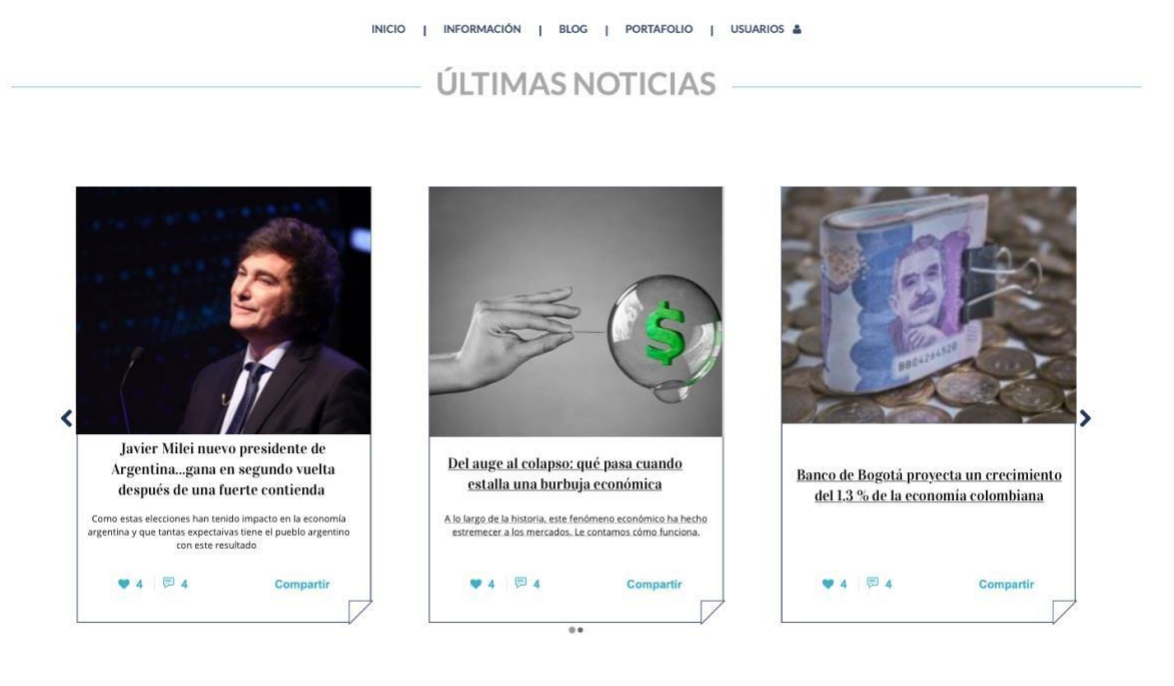 INICIO | INFORMACIÓN | BLOG | PORTAFOLIO | USUARIOS
ÚLTIMAS NOTICIAS
Javier Milei nuevo presidente de
Argentina...gana en segundo vuelta
después de una fuerte contienda
Como estas elecciones han tenido impacto en la economía
argentina y que tantas expectaivas tiene el pueblo argentino
con este resultado
4 | 4 Compartir
Del auge al colapso: qué pasa cuando
estalla una burbuja económica
A lo largo de la historia, este fenómeno económico ha hecho
estremecer a los mercados. Le contamos cómo funciona.
4 | 4 Compartir
$
BB04264520
Banco de Bogotá proyecta un crecimiento
del 1.3 % de la economía colombiana
4 | 4 Compartir